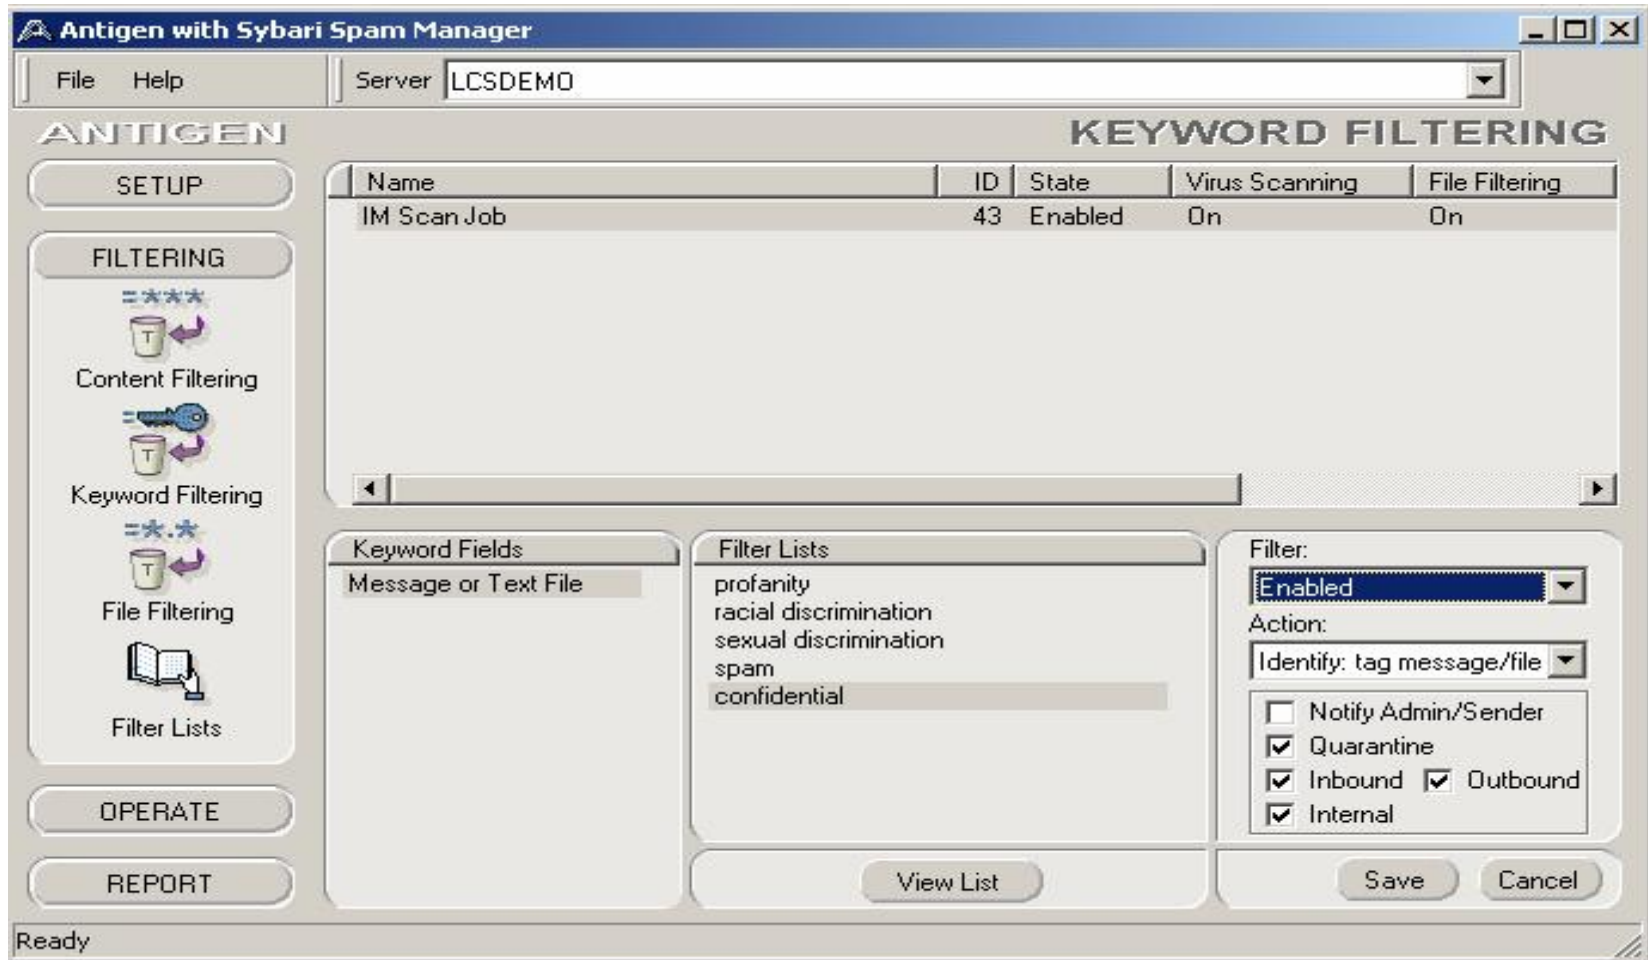 Antigen with Sybari Spam Manager
File Help Server LCSDEMO
ANTIGEN KEYWORD FILTERING
SETUP
FILTERING
=***
T
Content Filtering
=
T
Keyword Filtering
=*.*
T
File Filtering
Filter Lists
OPERATE
REPORT
Name ID State Virus Scanning File Filtering
IM Scan Job 43 Enabled On On
Keyword Fields
Message or Text File
Filter Lists
profanity
racial discrimination
sexual discrimination
spam
confidential
View List
Filter:
Enabled
Action:
Identify: tag message/file
Notify Admin/Sender
Quarantine
Inbound Outbound
Internal
Save Cancel
Ready